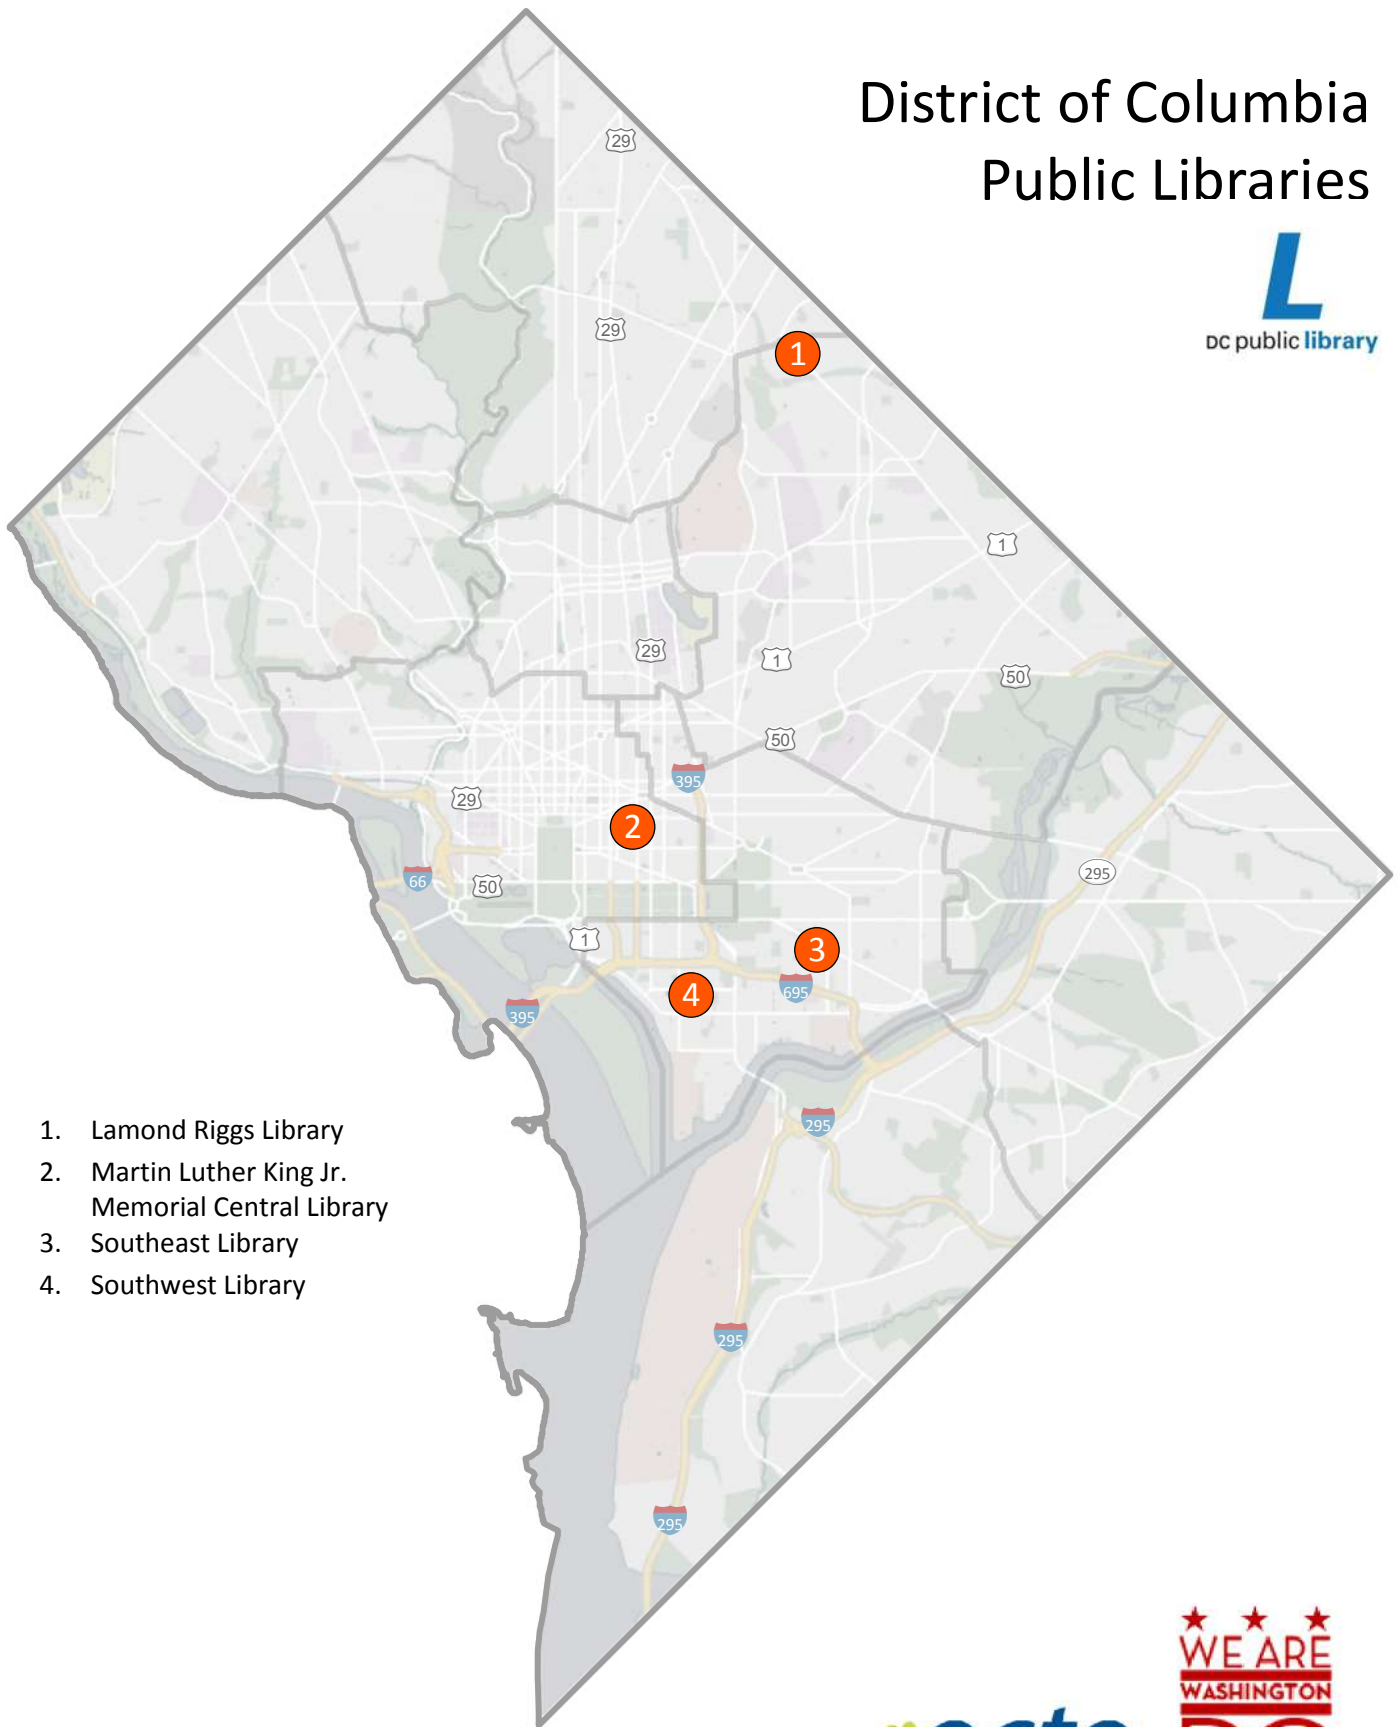 District of Columbia
Public Libraries
L
DC public library
29
29
1
1
29
1
50
50
395
29
2
66
50
295
1
3
4
695
395
295
1. Lamond Riggs Library
2. Martin Luther King Jr.
Memorial Central Library
3. Southeast Library
4. Southwest Library
295
295
WE ARE
WASHINGTON
DC
octo